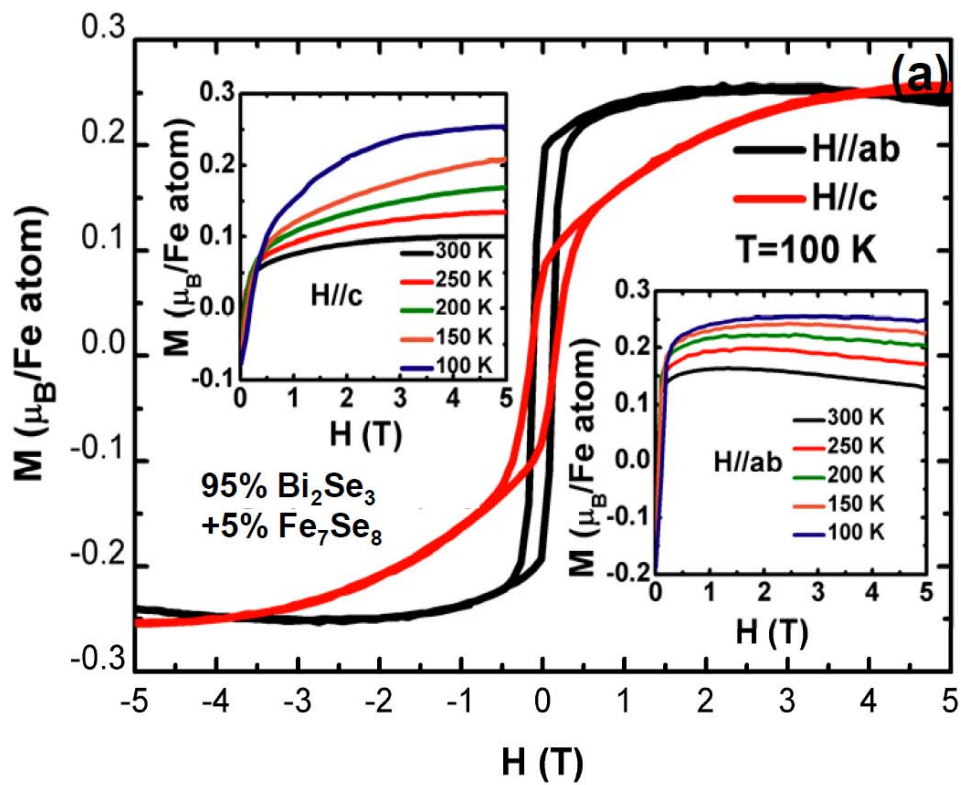 (a)
M (μB/Fe atom)
0.3
0.2
0.1
0.0
-0.1
-0.2
-0.3
-5 -4 -3 -2 -1 0 1 2 3 4 5
H (T)
H//ab
H//c
T=100 K
95% Bi2Se3
+5% Fe7Se8
M (μB/Fe atom)
0.3
0.2
0.1
0.0
-0.1
0 1 2 3 4 5
H (T)
H//c
300 K
250 K
200 K
150 K
100 K
M (μB/Fe atom)
0.3
0.2
0.1
0.0
-0.1
-0.2
0 1 2 3 4 5
H (T)
H//ab
300 K
250 K
200 K
150 K
100 K